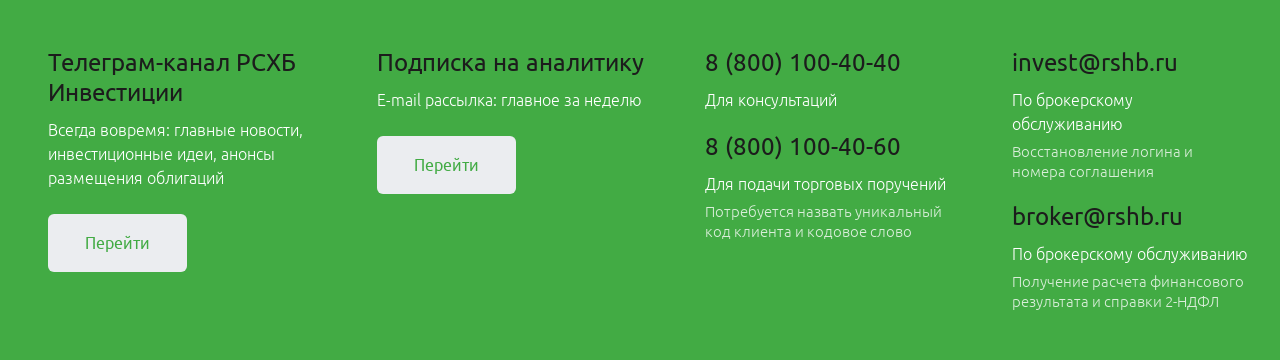 Телеграм-канал РСХБ
Инвестиции
Всегда вовремя: главные новости,
инвестиционные идеи, анонсы
размещения облигаций
Перейти
Подписка на аналитику
E-mail рассылка: главное за неделю
Перейти
8 (800) 100-40-40
Для консультаций
8 (800) 100-40-60
Для подачи торговых поручений
Потребуется назвать уникальный
код клиента и кодовое слово
invest@rshb.ru
По брокерскому
обслуживанию
Восстановление логина и
номера соглашения
broker@rshb.ru
По брокерскому обслуживанию
Получение расчета финансового
результата и справки 2-НДФЛ